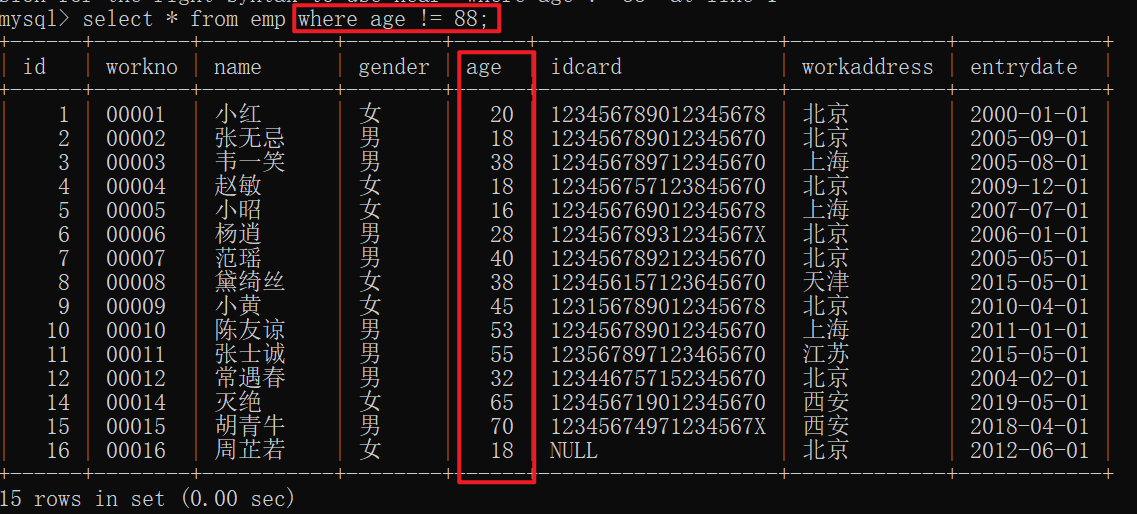 mysql> select * from emp where age != 88;
id workno name gender age idcard workaddress entrydate
1 00001 小红 女 20 123456789012345678 北京 2000-01-01
2 00002 张无忌 男 18 123456789012345670 北京 2005-09-01
3 00003 韦一笑 男 38 123456789712345670 上海 2005-08-01
4 00004 赵敏 女 18 123456757123845670 北京 2009-12-01
5 00005 小昭 女 16 123456769012345678 上海 2007-07-01
6 00006 杨逍 男 28 12345678931234567X 北京 2006-01-01
7 00007 范瑶 男 40 123456789212345670 北京 2005-05-01
8 00008 黛绮丝 女 38 123456157123645670 天津 2015-05-01
9 00009 小黄 女 45 123156789012345678 北京 2010-04-01
10 00010 陈友谅 男 53 123456789012345670 上海 2011-01-01
11 00011 张士诚 男 55 123567897123465670 江苏 2015-05-01
12 00012 常遇春 男 32 123446757152345670 北京 2004-02-01
14 00014 灭绝 女 65 123456719012345670 西安 2019-05-01
15 00015 胡青牛 男 70 12345674971234567X 西安 2018-04-01
16 00016 周芷若 女 18 NULL 北京 2012-06-01
15 rows in set (0.00 sec)